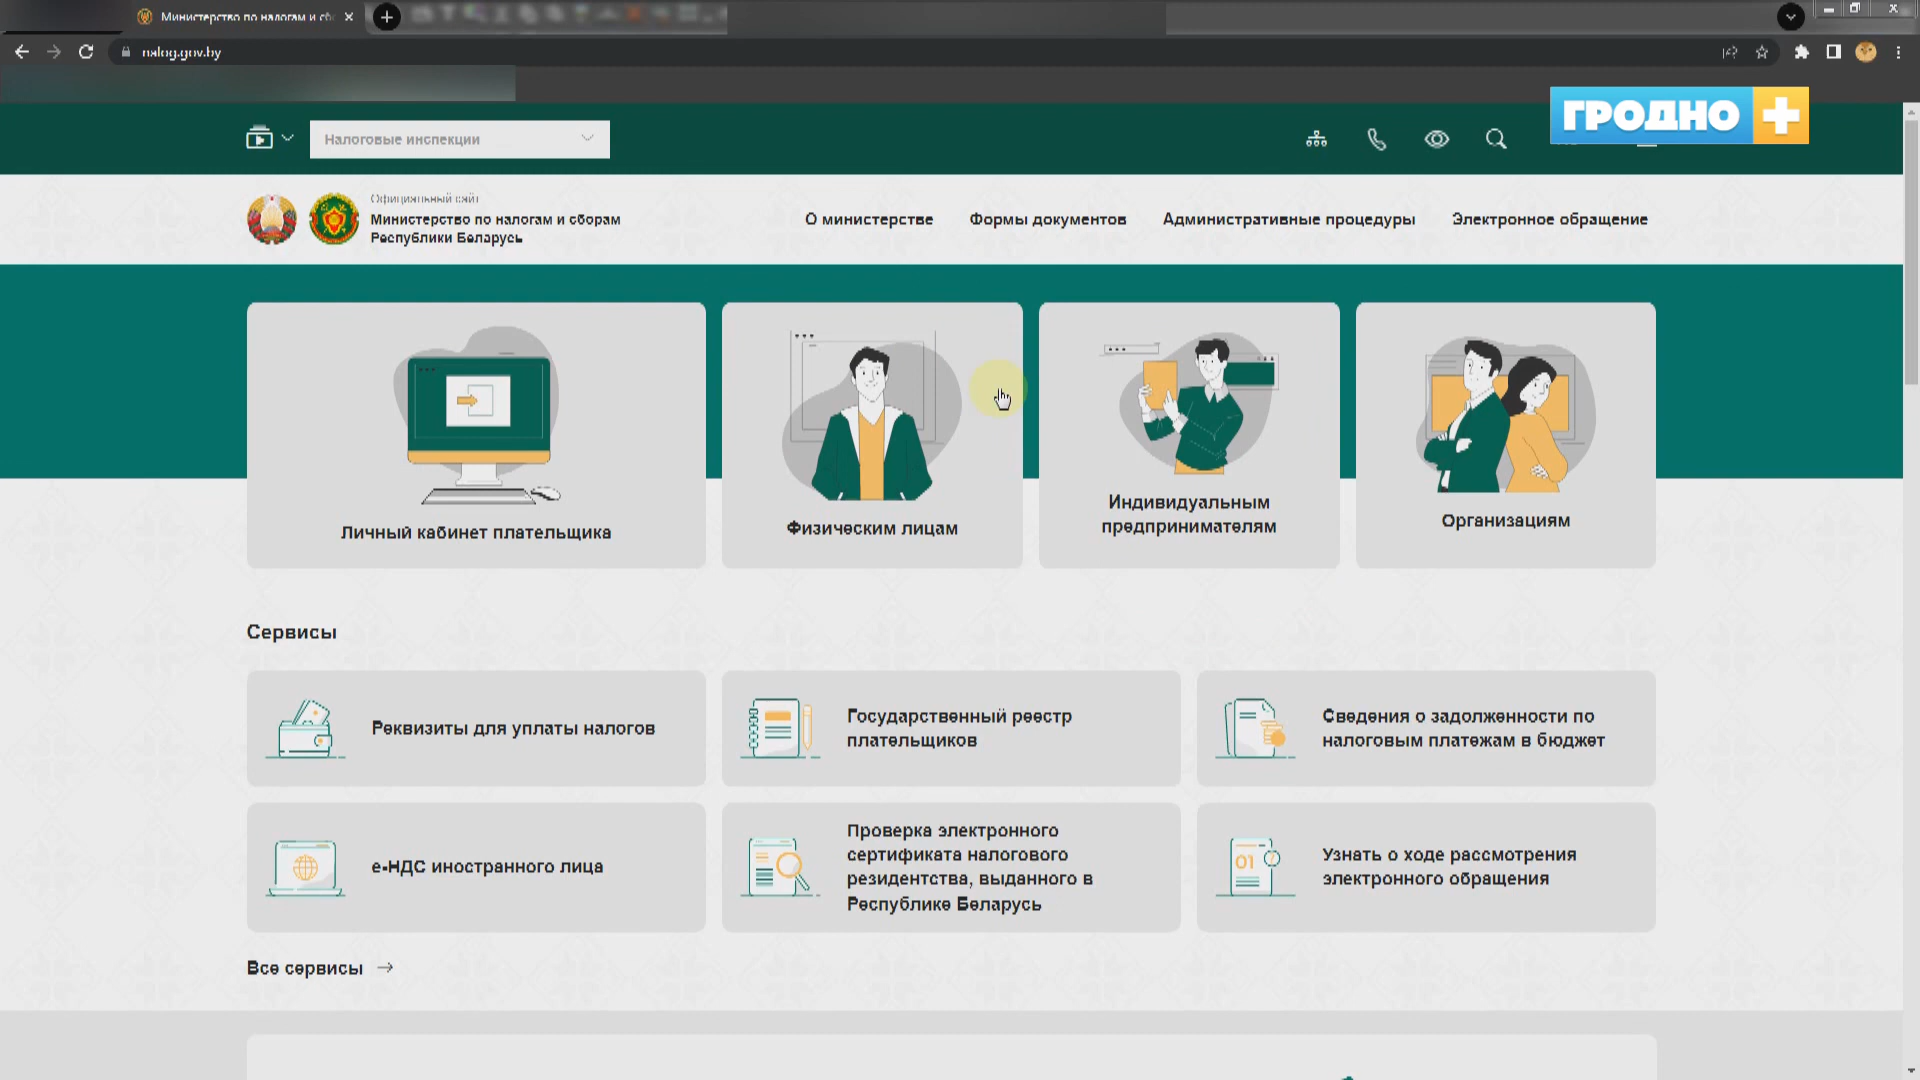 Министерство по налогам и сб
nalog.gov.by
ГРОДНО +
Налоговые инспекции
Официальный сайт
Министерство по налогам и сборам
Республики Беларусь
О министерстве
Формы документов
Административные процедуры
Электронное обращение
Личный кабинет плательщика
Физическим лицам
Индивидуальным
предпринимателям
Организациям
Сервисы
Реквизиты для уплаты налогов
Государственный реестр
плательщиков
Сведения о задолженности по
налоговым платежам в бюджет
е-НДС иностранного лица
Проверка электронного
сертификата налогового
резидентства, выданного в
Республике Беларусь
01
Узнать о ходе рассмотрения
электронного обращения
Все сервисы →